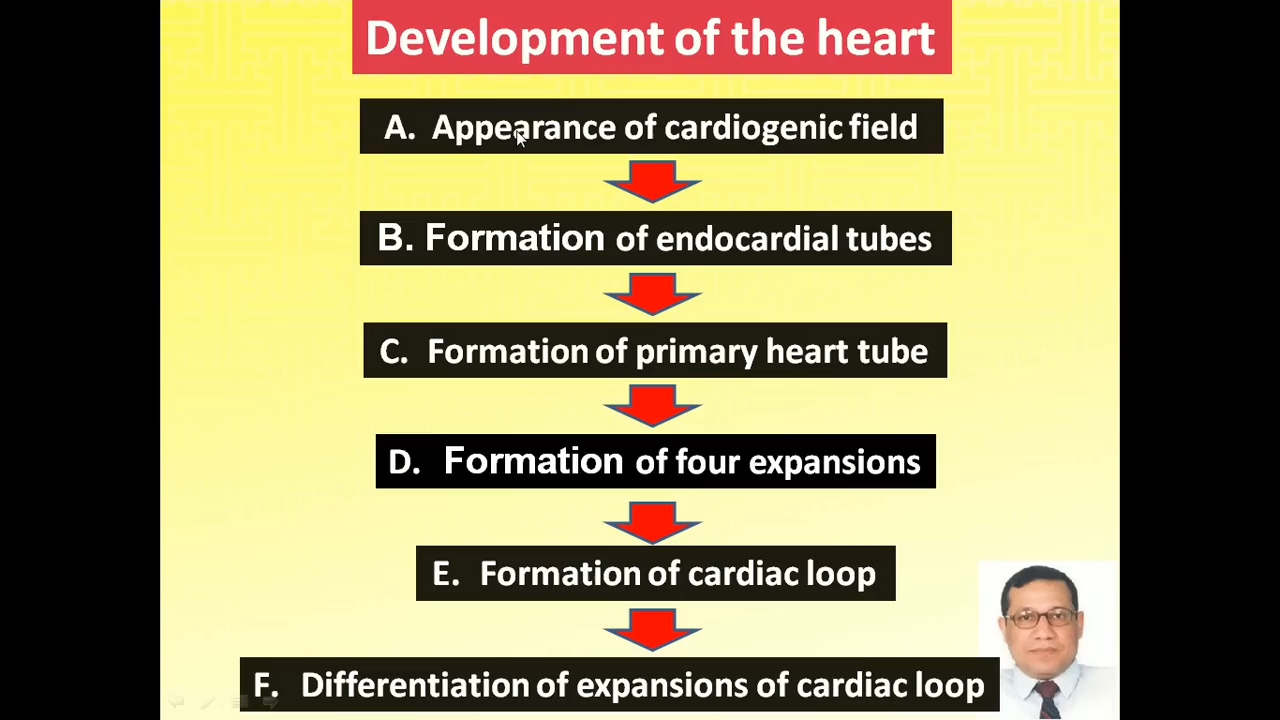 Development of the heart
A. Appearance of cardiogenic field
B. Formation of endocardial tubes
C. Formation of primary heart tube
D. Formation of four expansions
E. Formation of cardiac loop
F. Differentiation of expansions of cardiac loop